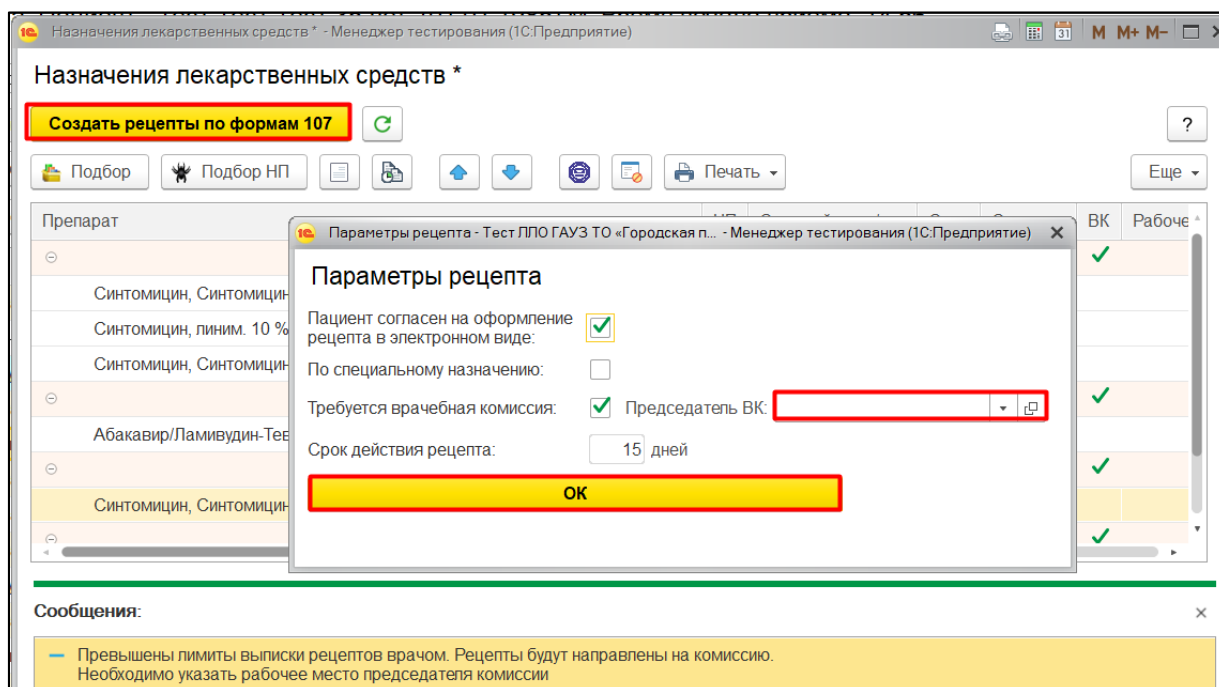 Назначения лекарственных средств * - Менеджер тестирования (1С:Предприятие)
31 M M+ M-
Назначения лекарственных средств *
Создать рецепты по формам 107
?
Подбор
Подбор НП
Печать
Еще
Препарат
ВК
Рабоче
Синтомицин, Синтомицин
Синтомицин, линим. 10 %
Синтомицин, Синтомицин
Абакавир/Ламивудин-Тев
Синтомицин, Синтомицин
Параметры рецепта - Тест ЛПО ГАУЗ ТО «Городская п... - Менеджер тестирования (1С:Предприятие)
Параметры рецепта
Пациент согласен на оформление
рецепта в электронном виде:
По специальному назначению:
Требуется врачебная комиссия:
Председатель ВК:
Срок действия рецепта:
15 дней
ОК
Сообщения:
Превышены лимиты выписки рецептов врачом. Рецепты будут направлены на комиссию.
Необходимо указать рабочее место председателя комиссии